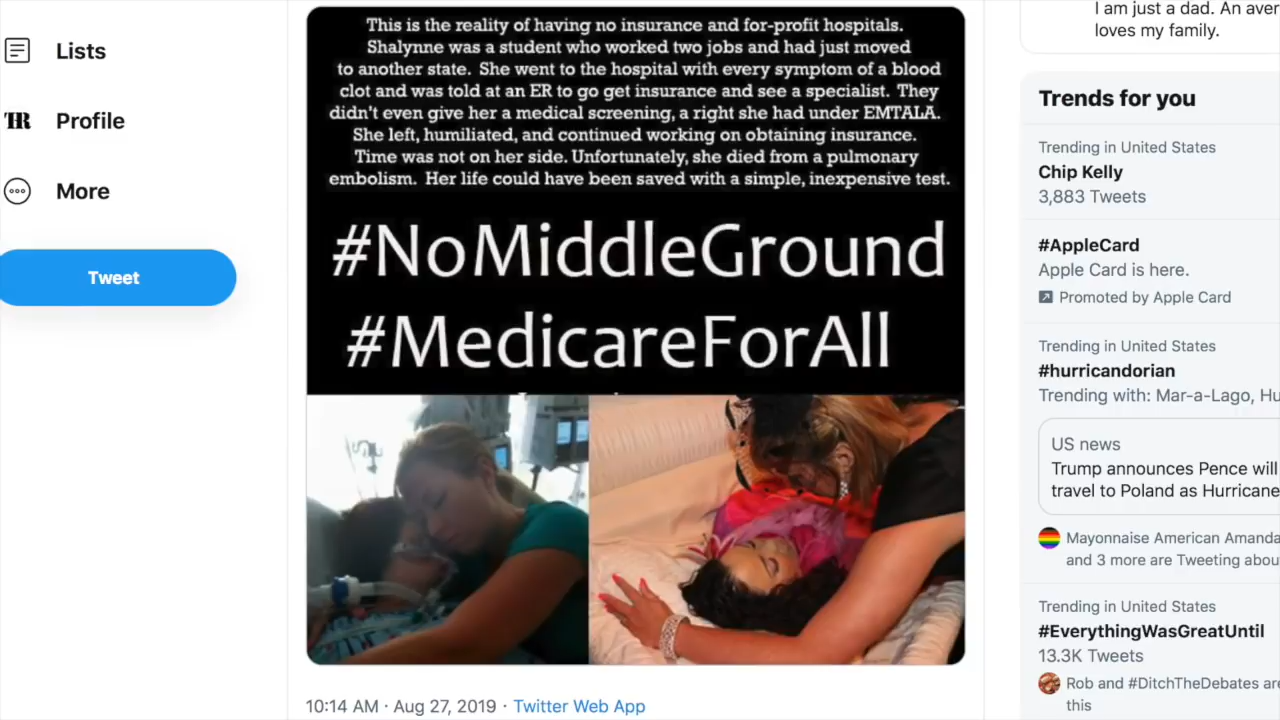 Lists
Profile
More
Tweet
This is the reality of having no insurance and for-profit hospitals.
Shalynne was a student who worked two jobs and had just moved
to another state. She went to the hospital with every symptom of a blood
clot and was told at an ER to go get insurance and see a specialist. They
didn't even give her a medical screening, a right she had under EMTALA.
She left, humiliated, and continued working on obtaining insurance.
Time was not on her side. Unfortunately, she died from a pulmonary
embolism. Her life could have been saved with a simple, inexpensive test.
#NoMiddleGround
#MedicareForAll
10:14 AM · Aug 27, 2019 · Twitter Web App
I am just a dad. An aver
loves my family.
Trends for you
Trending in United States
Chip Kelly
3,883 Tweets
#AppleCard
Apple Card is here.
Promoted by Apple Card
Trending in United States
#hurricandorian
Trending with: Mar-a-Lago, Hu
US news
Trump announces Pence will
travel to Poland as Hurricane
Mayonnaise American Amanda
and 3 more are Tweeting abou
Trending in United States
#EverythingWasGreatUntil
13.3K Tweets
Rob and #DitchTheDebates are
this